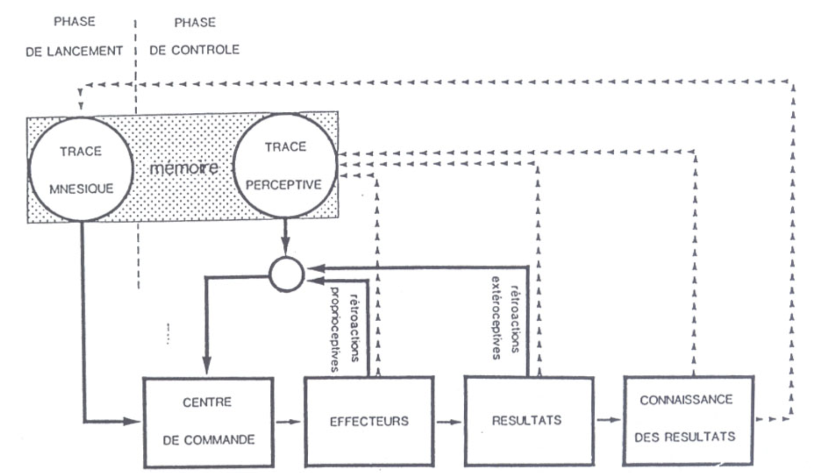 PHASE
DE LANCEMENT
PHASE
DE CONTROLE
TRACE
MNESIQUE
mémoire
TRACE
PERCEPTIVE
rétroactions
proprioceptives
rétroactions
extéroceptives
CENTRE
DE COMMANDE
EFFECTEURS
RESULTATS
CONNAISSANCE
DES RESULTATS